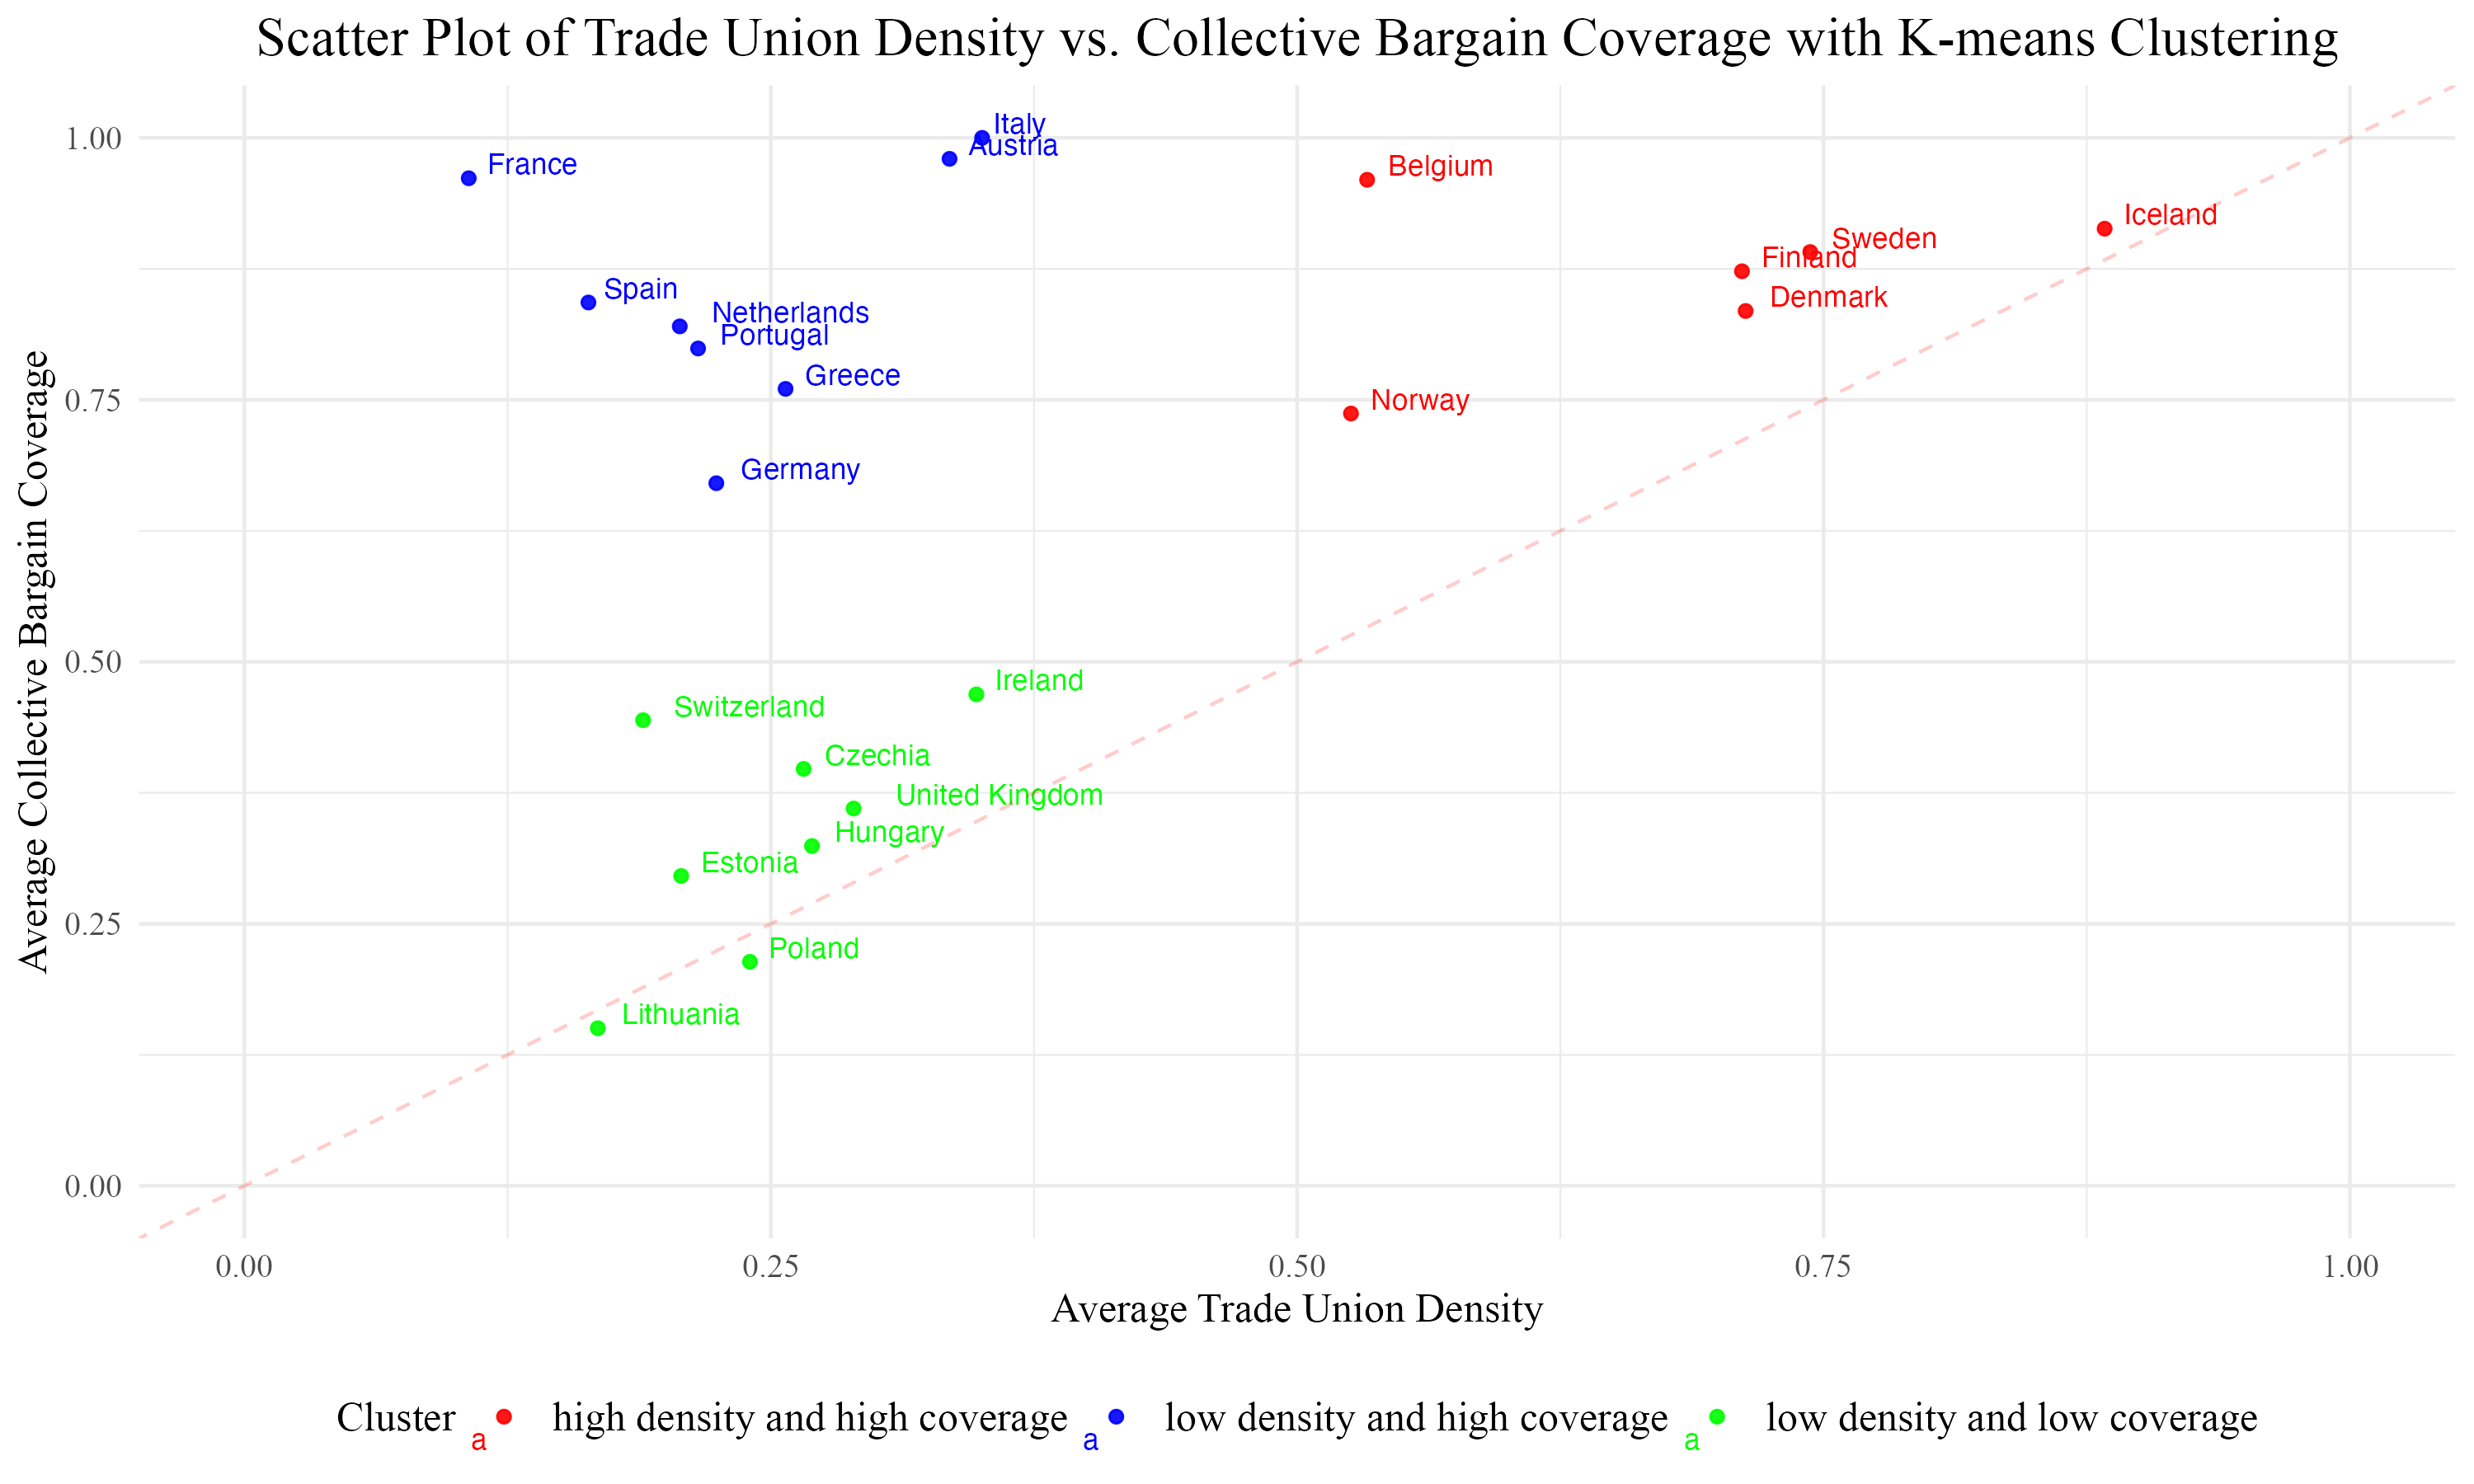 Scatter Plot of Trade Union Density vs. Collective Bargain Coverage with K-means Clustering
Average Collective Bargain Coverage
1.00
0.75
0.50
0.25
0.00
Italy
Austria
France
Belgium
Iceland
Sweden
Finland
Denmark
Spain
Netherlands
Portugal
Greece
Norway
Germany
Ireland
Switzerland
Czechia
United Kingdom
Hungary
Estonia
Poland
Lithuania
0.00 0.25 0.50 0.75 1.00
Average Trade Union Density
Cluster a high density and high coverage a low density and high coverage a low density and low coverage